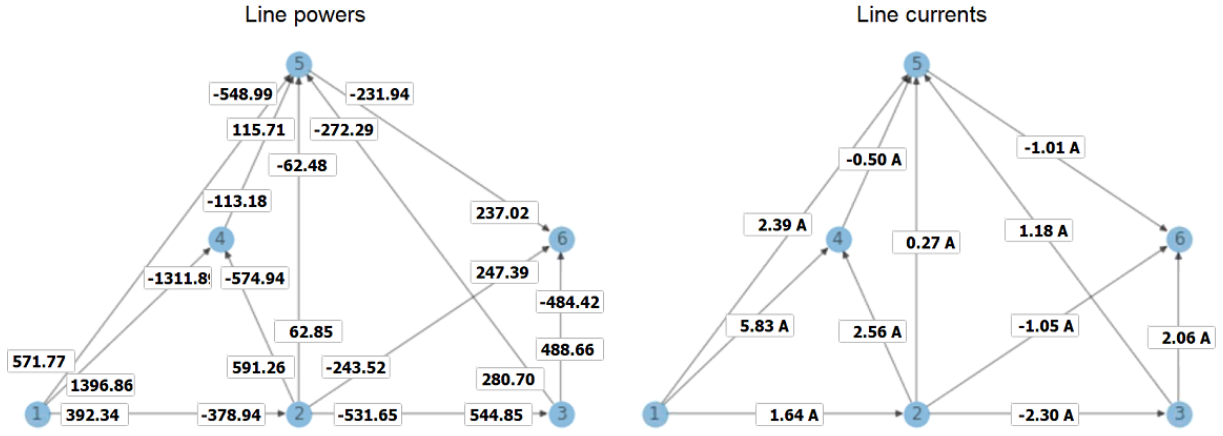 Line powers
Line currents
5
5
-548.99
-231.94
115.71
-272.29
-62.48
-1.01 A
-0.50 A
-113.18
237.02
2.39 A
1.18 A
4
6
4
0.27 A
6
-1311.89
-574.94
247.39
-484.42
62.85
5.83 A
2.56 A
-1.05 A
2.06 A
571.77
591.26
-243.52
488.66
1396.86
280.70
1
392.34
-378.94
2
-531.65
544.85
3
1
1.64 A
2
-2.30 A
3